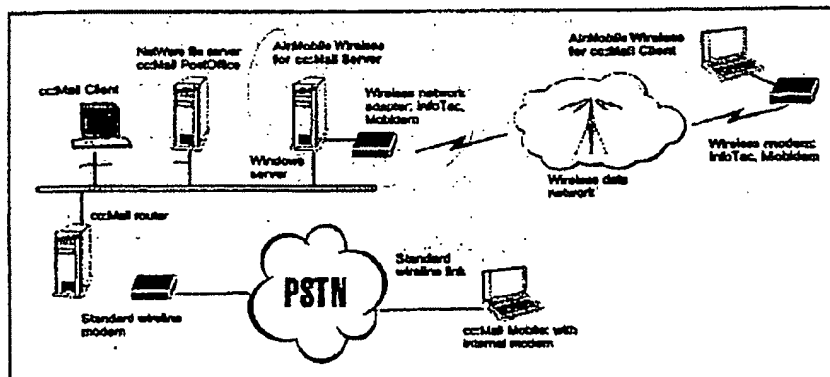 cc:Mail Client
NetWare file server
cc:Mail PostOffice
AirMobile Wireless
for cc:Mail Server
Wireless network
adapter; InfoTac,
Mobidem
Windows
server
AirMobile Wireless
for cc:Mail Client
Wireless modem;
InfoTac, Mobidem
Wireless data
network
cc:Mail router
Standard wireline
modem
PSTN
Standard
wireline link
cc:Mail Mobile; with
internal modem